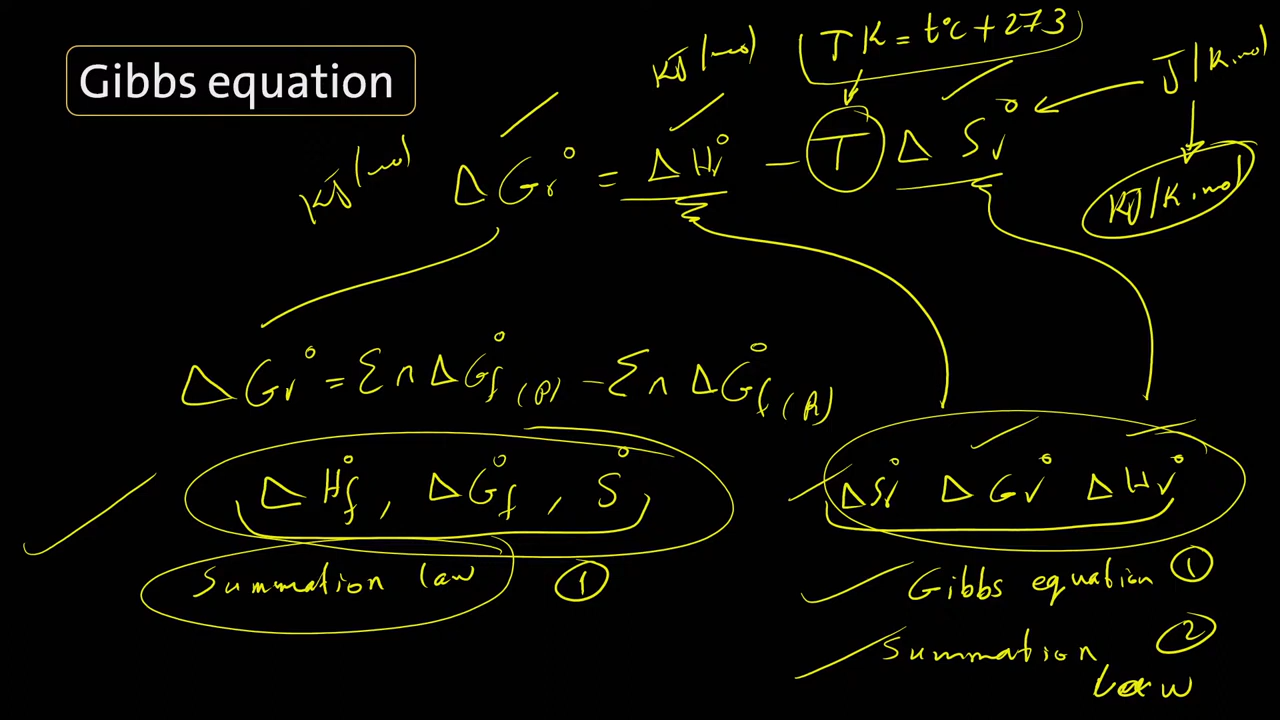 Gibbs equation
TK = t°C + 273
KJ/mol
J/K.mol
KJ/mol ΔGr° = ΔHr° - T ΔSr°
KJ/K.mol
ΔGr° = Σn ΔGf°(P) - Σn ΔGf°(R)
ΔHf°, ΔGf°, S°
ΔSr° ΔGr° ΔHr°
Summation law ①
Gibbs equation ①
Summation ②
Law